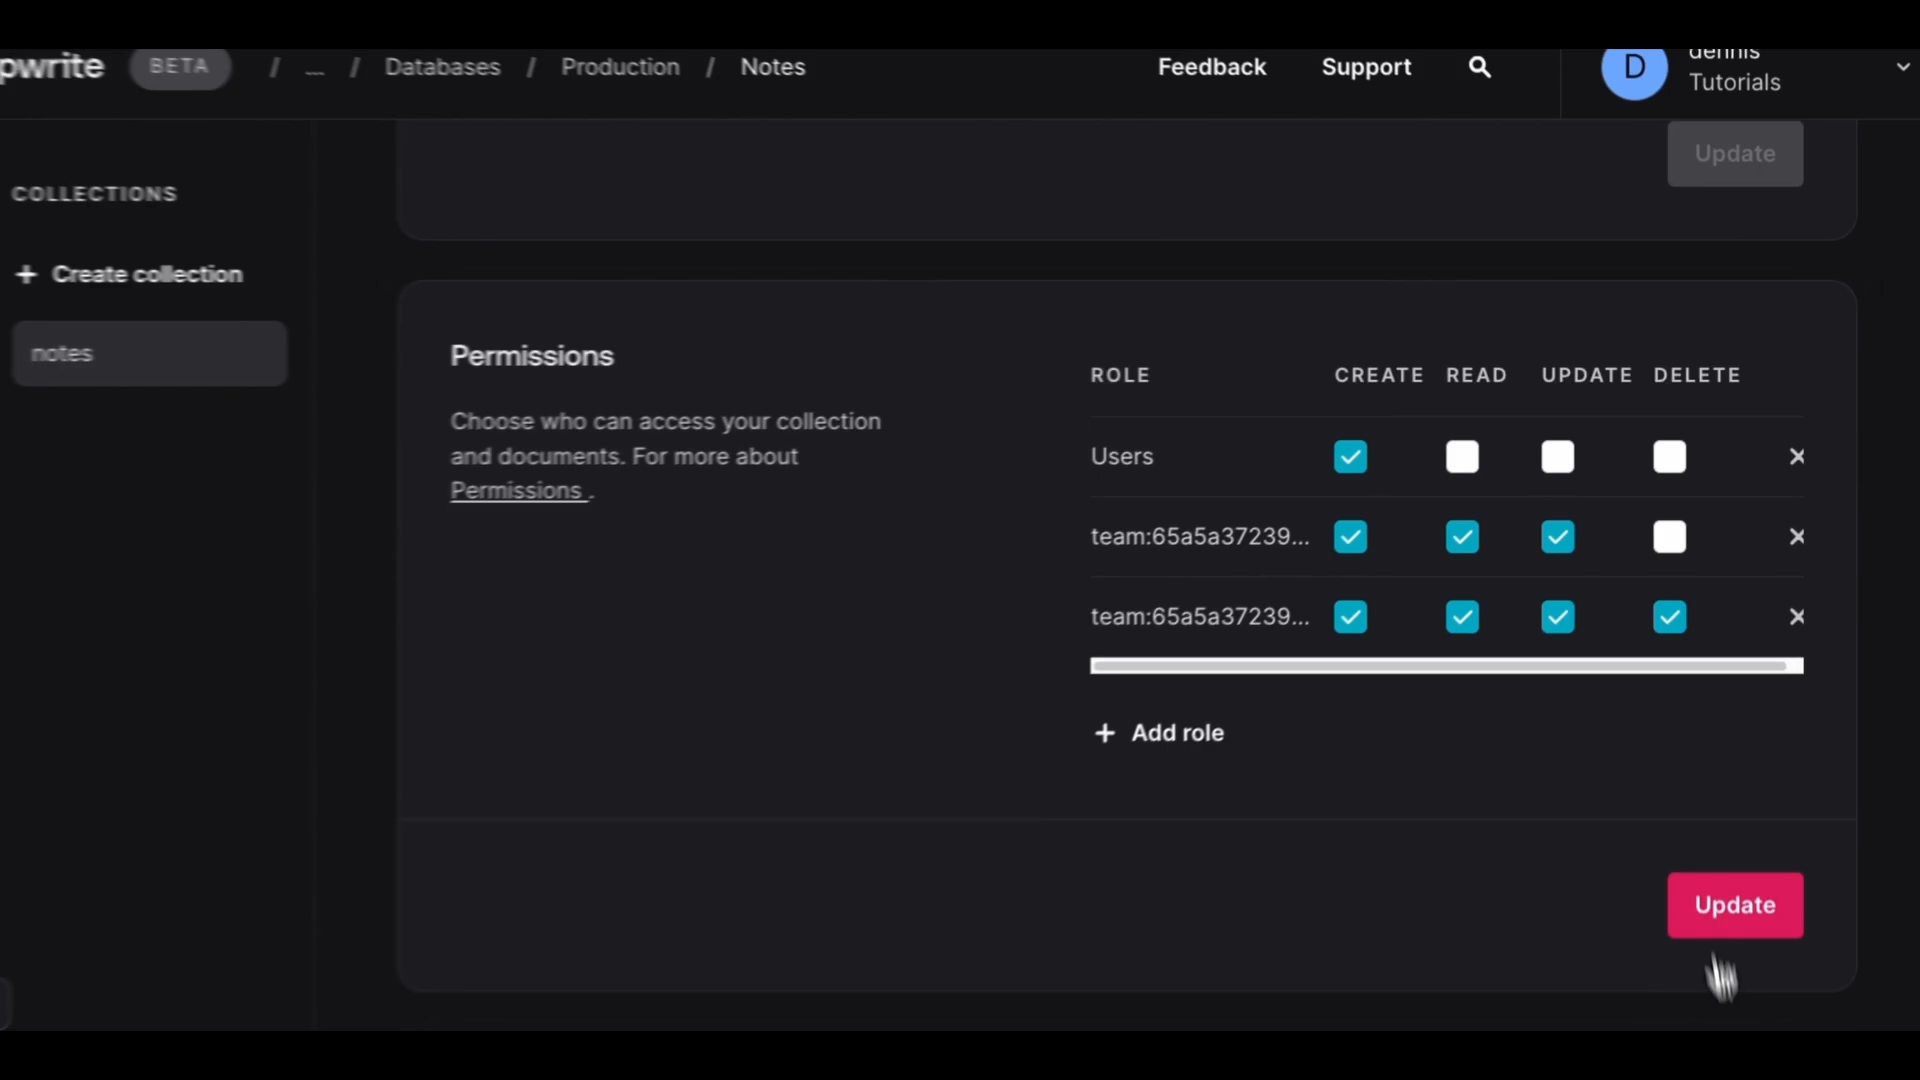 pwrite BETA / ... / Databases / Production / Notes Feedback Support D dennis
Tutorials
Update
COLLECTIONS
+ Create collection
notes
Permissions
Choose who can access your collection
and documents. For more about
Permissions .
ROLE CREATE READ UPDATE DELETE
Users
team:65a5a37239...
team:65a5a37239...
+ Add role
Update